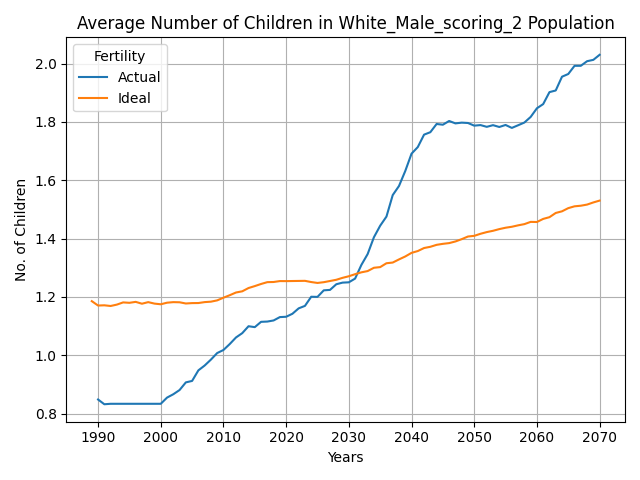 Average Number of Children in White_Male_scoring_2 Population
Fertility
Actual
Ideal
No. of Children
2.0
1.8
1.6
1.4
1.2
1.0
0.8
1990 2000 2010 2020 2030 2040 2050 2060 2070
Years